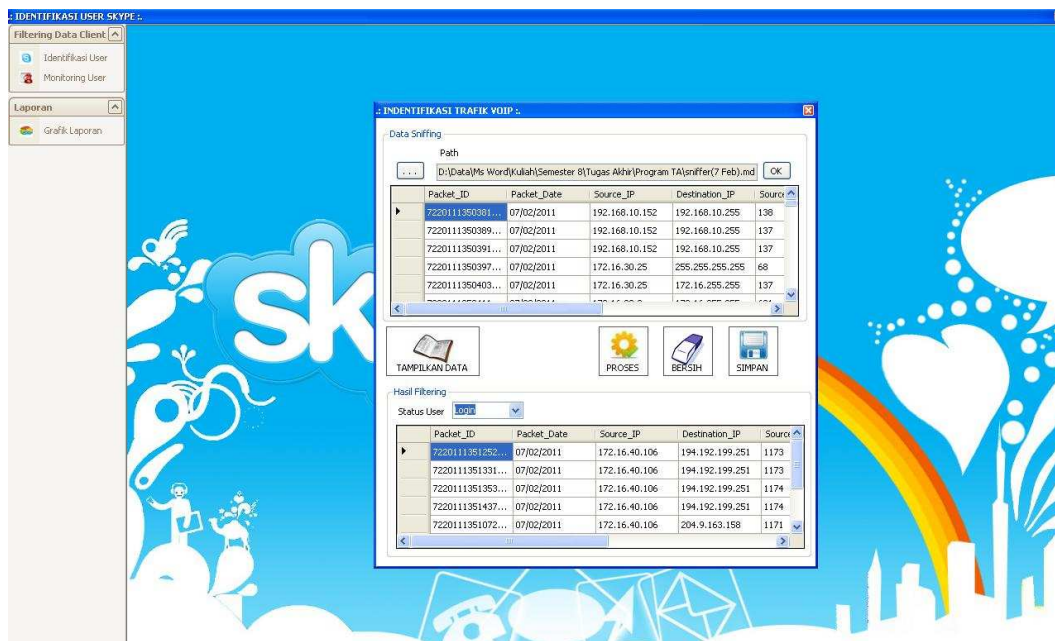 .: IDENTIFIKASI USER SKYPE :.
Filtering Data Client
Identifikasi User
Monitoring User
Laporan
Grafik Laporan
sk
.: INDENTIFIKASI TRAFIK VOIP :.
Data Sniffing
Path
... D:\Data\Ms Word\Kuliah\Semester 8\Tugas Akhir\Program TA\sniffer(7 Feb).md OK
Packet_ID Packet_Date Source_IP Destination_IP Source
7220111350381... 07/02/2011 192.168.10.152 192.168.10.255 138
7220111350389... 07/02/2011 192.168.10.152 192.168.10.255 137
7220111350391... 07/02/2011 192.168.10.152 192.168.10.255 137
7220111350397... 07/02/2011 172.16.30.25 255.255.255.255 68
7220111350403... 07/02/2011 172.16.30.25 172.16.255.255 137
TAMPILKAN DATA PROSES BERSIH SIMPAN
Hasil Filtering
Status User Login
Packet_ID Packet_Date Source_IP Destination_IP Source
7220111351252... 07/02/2011 172.16.40.106 194.192.199.251 1173
7220111351331... 07/02/2011 172.16.40.106 194.192.199.251 1173
7220111351353... 07/02/2011 172.16.40.106 194.192.199.251 1174
7220111351437... 07/02/2011 172.16.40.106 194.192.199.251 1174
7220111351072... 07/02/2011 172.16.40.106 204.9.163.158 1171